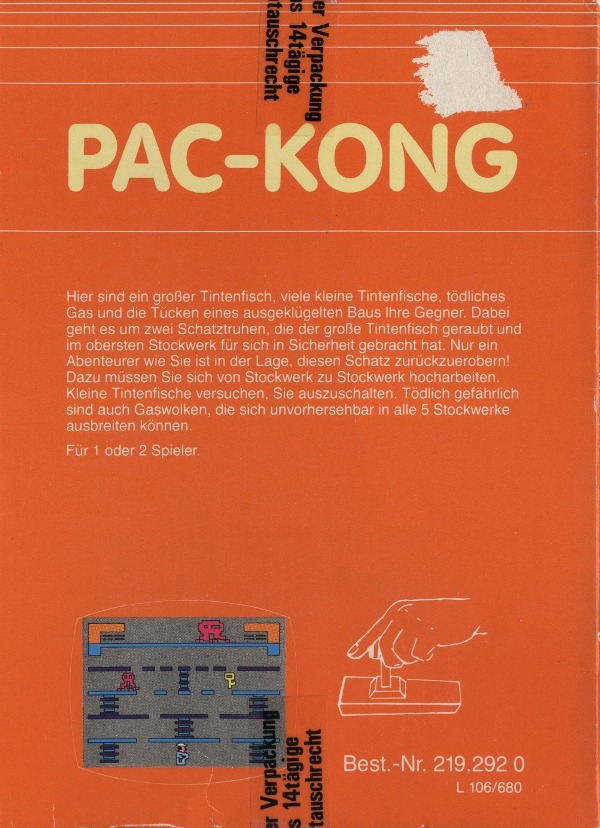 er Verpackung
s 14tägige
tauschrecht
PAC-KONG
Hier sind ein großer Tintenfisch, viele kleine Tintenfische, tödliches
Gas und die Tücken eines ausgeklügelten Baus Ihre Gegner. Dabei
geht es um zwei Schatztruhen, die der große Tintenfisch geraubt und
im obersten Stockwerk für sich in Sicherheit gebracht hat. Nur ein
Abenteurer wie Sie ist in der Lage, diesen Schatz zurückzuerobern!
Dazu müssen Sie sich von Stockwerk zu Stockwerk hocharbeiten.
Kleine Tintenfische versuchen, Sie auszuschalten. Tödlich gefährlich
sind auch Gaswolken, die sich unvorhersehbar in alle 5 Stockwerke
ausbreiten können.
Für 1 oder 2 Spieler.
er Verpackung
s 14tägige
tauschrecht
Best.-Nr. 219.292 0
L 106/680